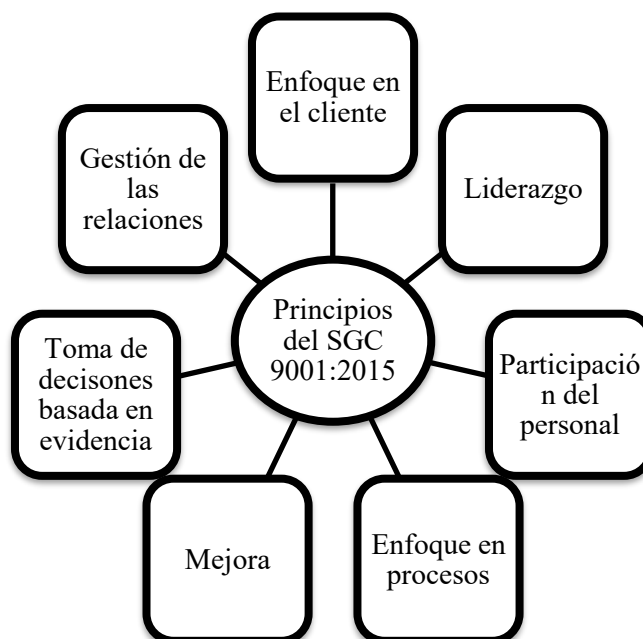 Enfoque en
el cliente
Liderazgo
Participació
n del
personal
Enfoque en
procesos
Mejora
Toma de
decisones
basada en
evidencia
Gestión de
las
relaciones
Principios
del SGC
9001:2015